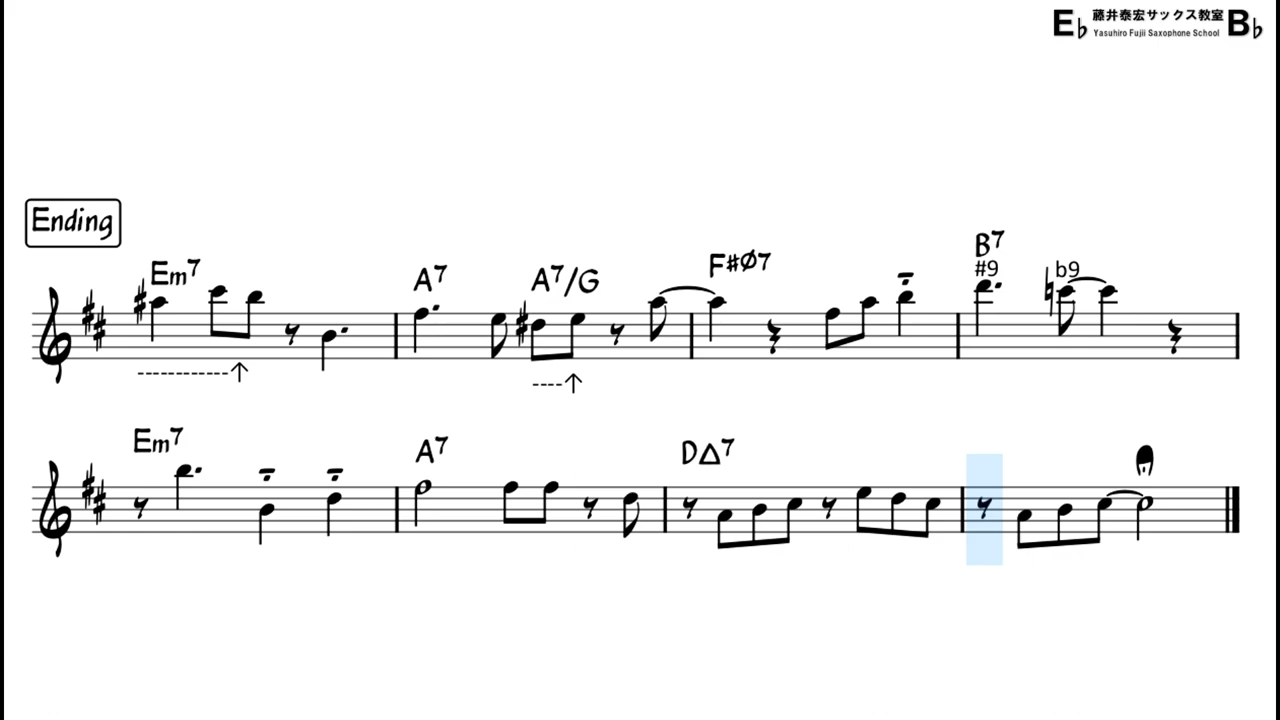 E♭ 藤井泰宏サックス教室 B♭
Yasuhiro Fujii Saxophone School
Ending
Em7 A7 A7/G F#Ø7 B7
#9 b9
Em7 A7 D△7